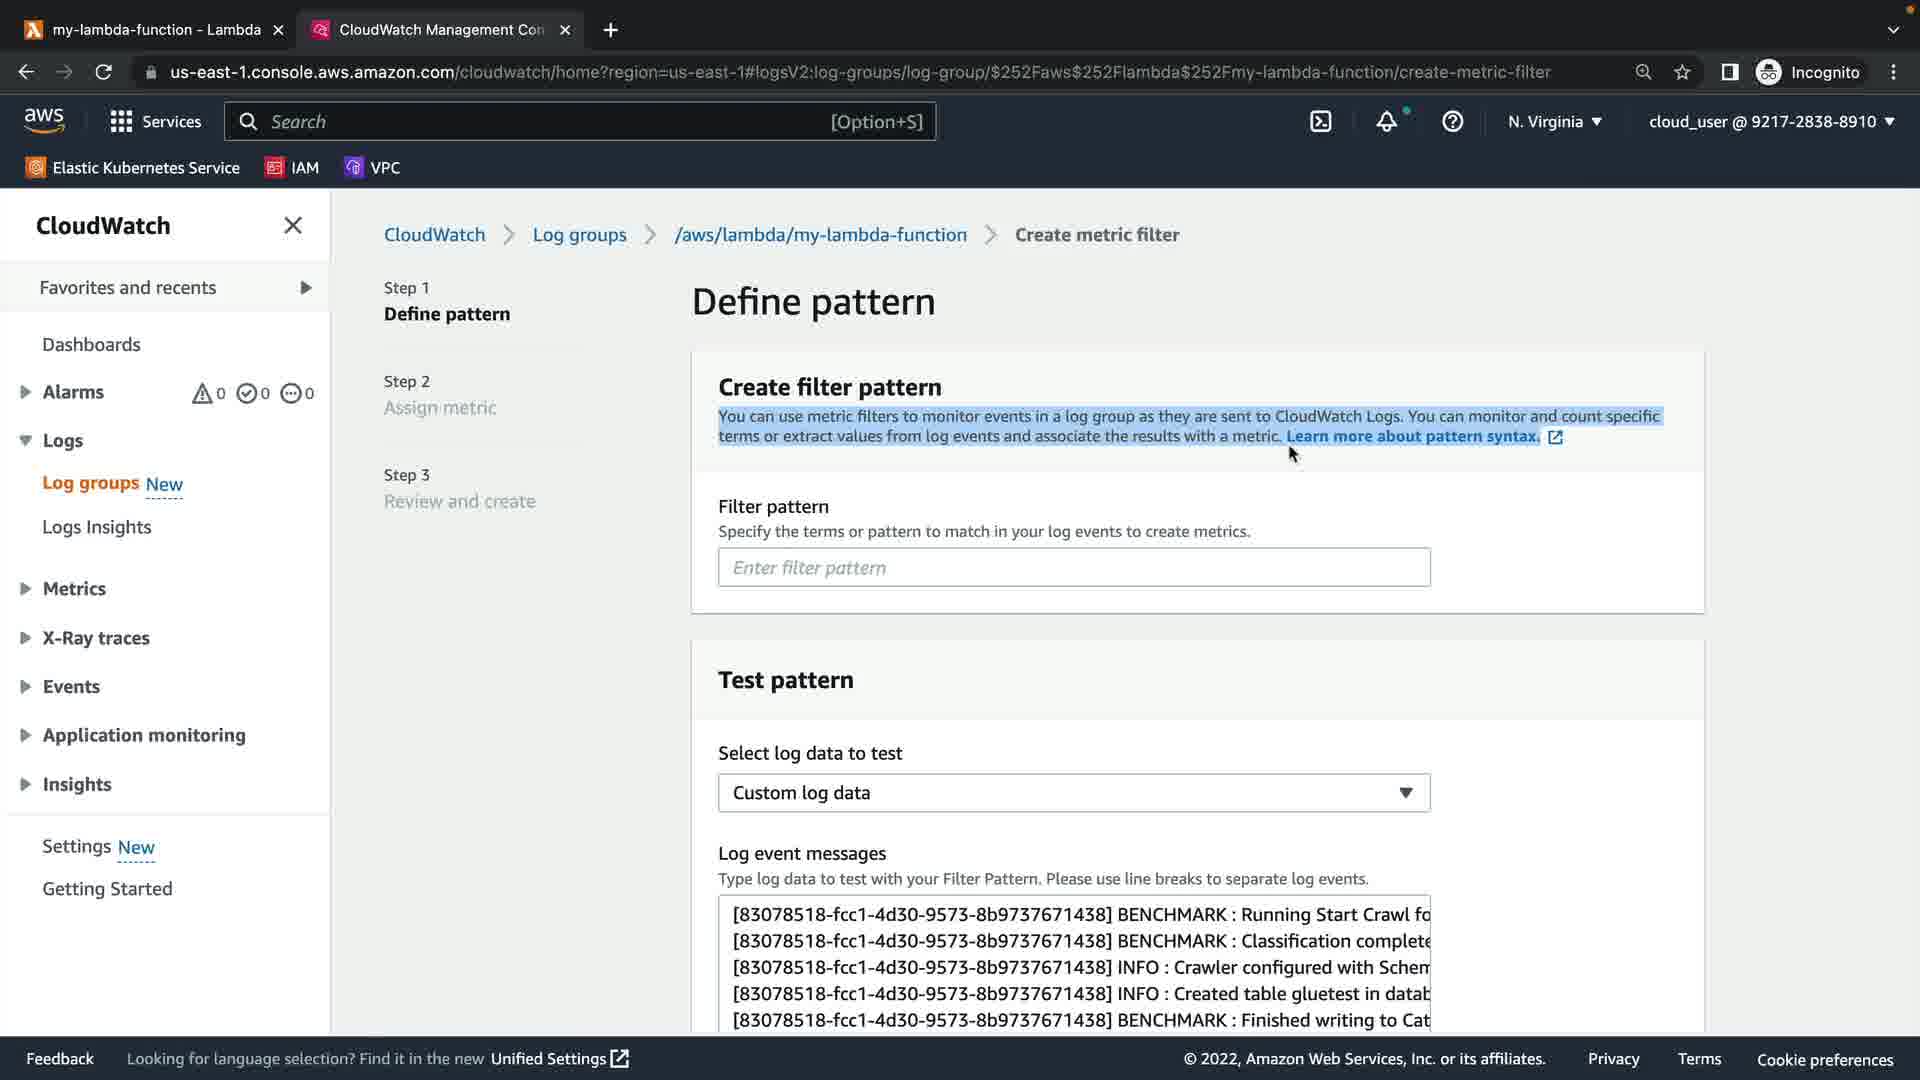 my-lambda-function - Lambda
CloudWatch Management Con
us-east-1.console.aws.amazon.com/cloudwatch/home?region=us-east-1#logsV2:log-groups/log-group/$252Faws$252Flambda$252Fmy-lambda-function/create-metric-filter
Incognito
aws
Services
Search
[Option+S]
N. Virginia
cloud_user @ 9217-2838-8910
Elastic Kubernetes Service
IAM
VPC
CloudWatch
Favorites and recents
Dashboards
Alarms
0
0
0
Logs
Log groups New
Logs Insights
Metrics
X-Ray traces
Events
Application monitoring
Insights
Settings New
Getting Started
CloudWatch
Log groups
/aws/lambda/my-lambda-function
Create metric filter
Step 1
Define pattern
Step 2
Assign metric
Step 3
Review and create
Define pattern
Create filter pattern
You can use metric filters to monitor events in a log group as they are sent to CloudWatch Logs. You can monitor and count specific
terms or extract values from log events and associate the results with a metric. Learn more about pattern syntax.
Filter pattern
Specify the terms or pattern to match in your log events to create metrics.
Enter filter pattern
Test pattern
Select log data to test
Custom log data
Log event messages
Type log data to test with your Filter Pattern. Please use line breaks to separate log events.
[83078518-fcc1-4d30-9573-8b9737671438] BENCHMARK : Running Start Crawl fo
[83078518-fcc1-4d30-9573-8b9737671438] BENCHMARK : Classification complete
[83078518-fcc1-4d30-9573-8b9737671438] INFO : Crawler configured with Schem
[83078518-fcc1-4d30-9573-8b9737671438] INFO : Created table gluetest in datab
[83078518-fcc1-4d30-9573-8b9737671438] BENCHMARK : Finished writing to Cat
Feedback
Looking for language selection? Find it in the new Unified Settings
© 2022, Amazon Web Services, Inc. or its affiliates.
Privacy
Terms
Cookie preferences